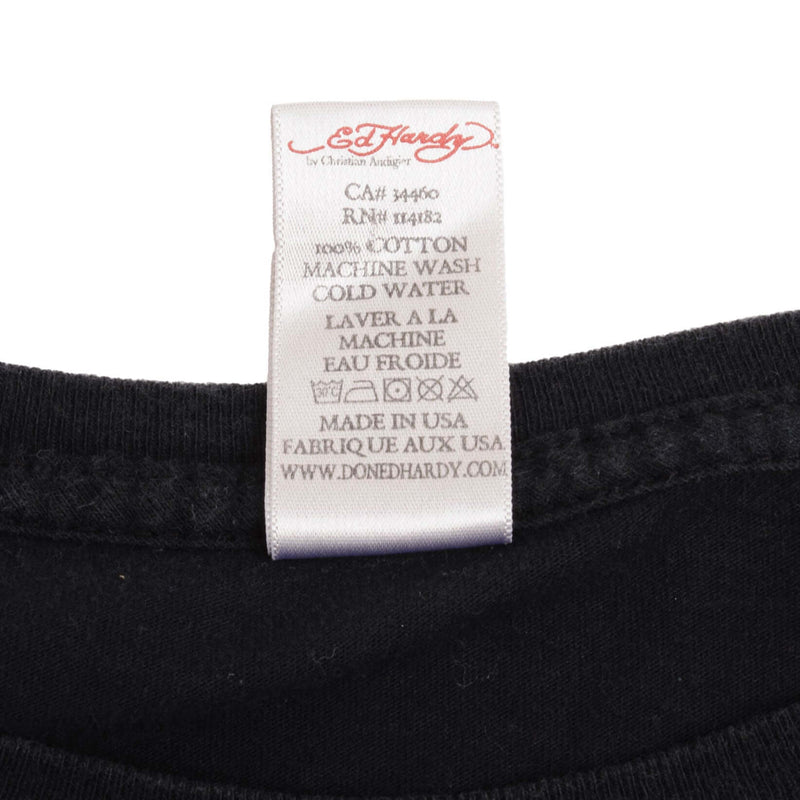 Ed Hardy
by Christian Audigier
CA# 34460
RN# 114182
100% COTTON
MACHINE WASH
COLD WATER
LAVER A LA
MACHINE
EAU FROIDE
30°C
MADE IN USA
FABRIQUE AUX USA
WWW.DONEDHARDY.COM